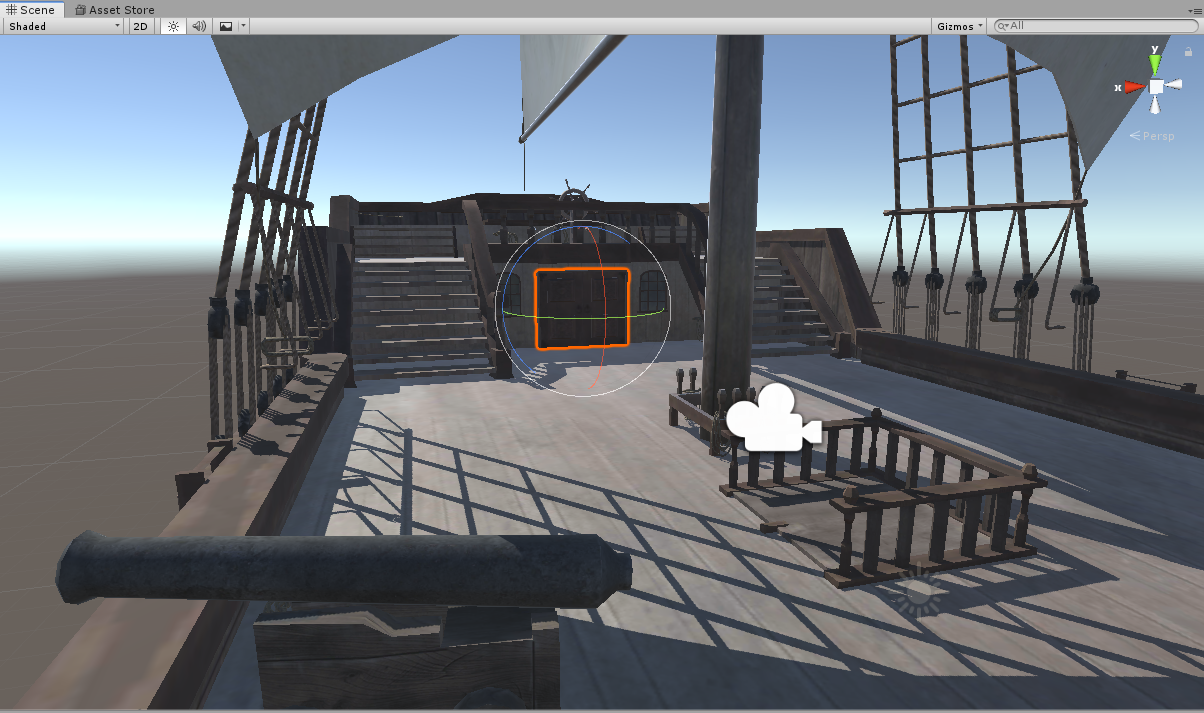 Scene
Asset Store
Shaded
2D
Gizmos
All
y
x
Persp